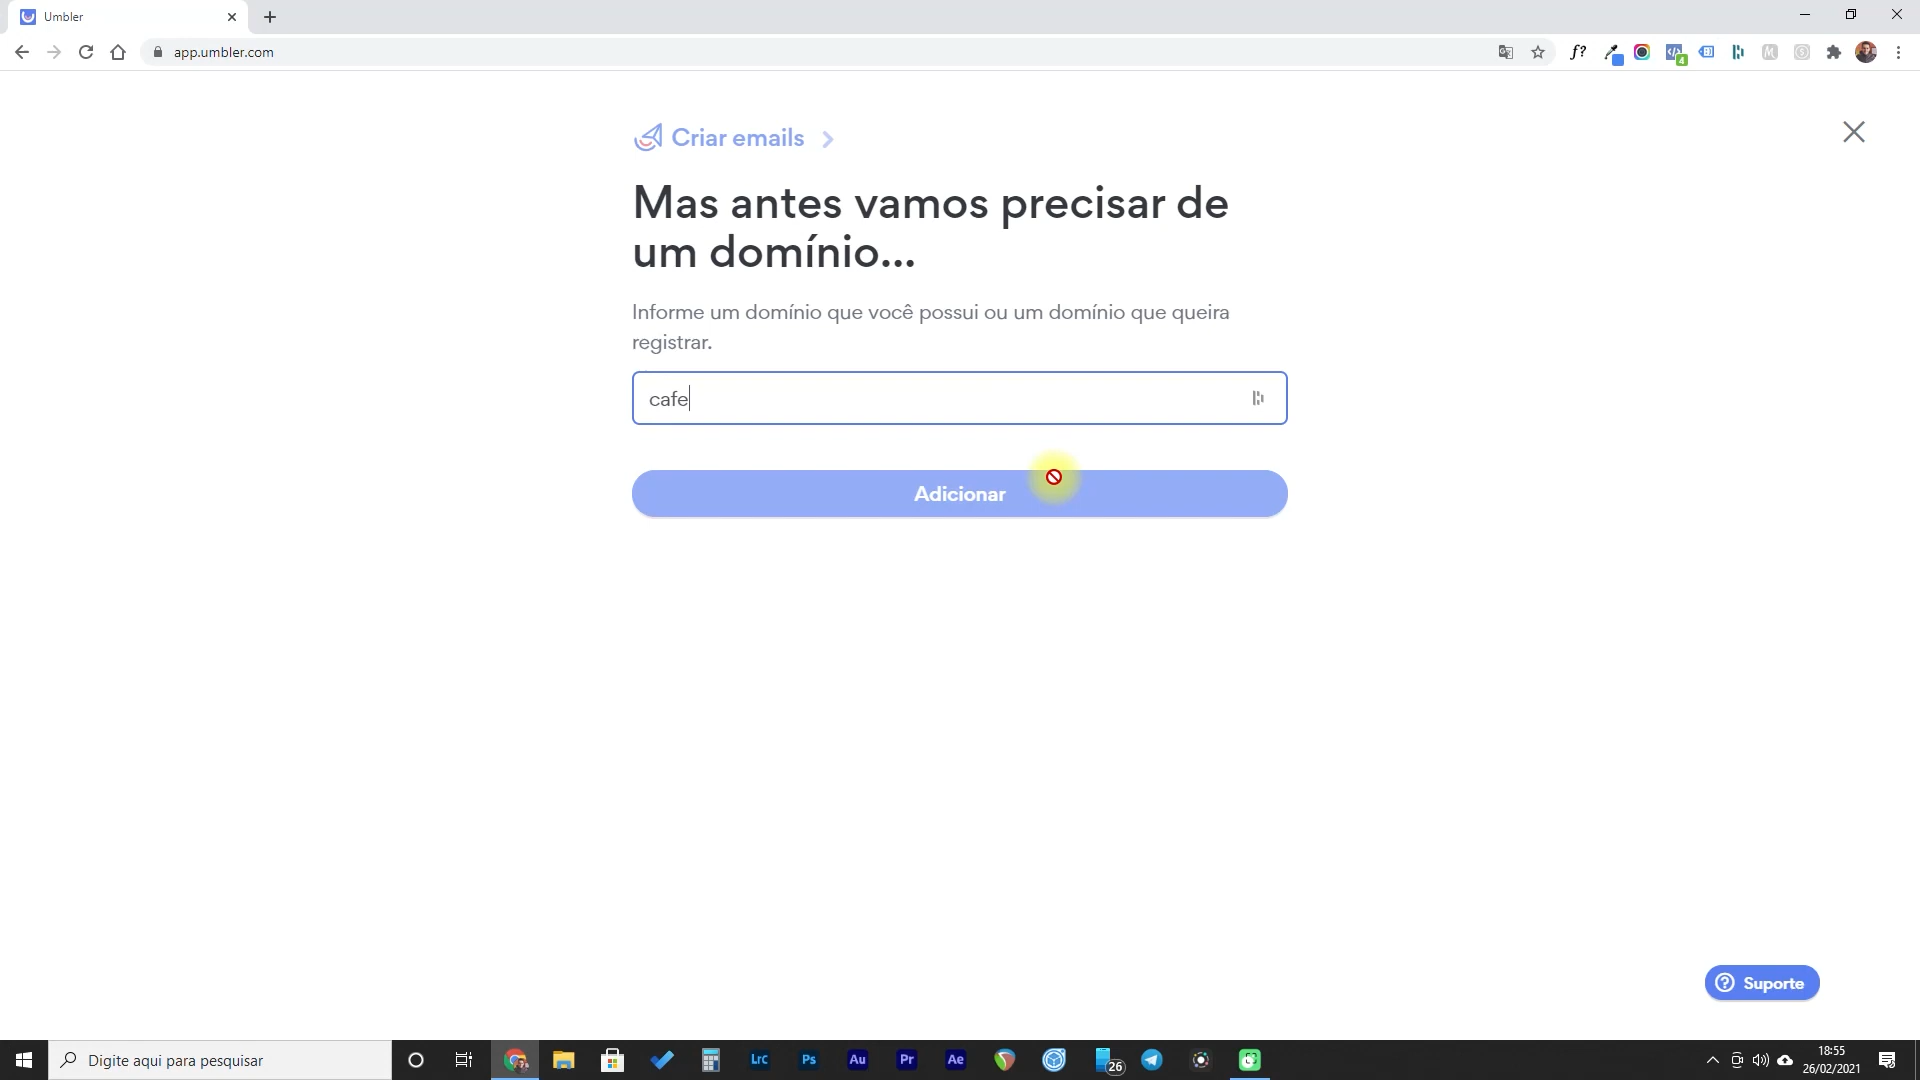 Umbler
app.umbler.com
f?
4
Criar emails
Mas antes vamos precisar de
um domínio...
Informe um domínio que você possui ou um domínio que queira
registrar.
cafe
Adicionar
Suporte
Digite aqui para pesquisar
Lrc
Ps
Au
Pr
Ae
26
18:55
26/02/2021